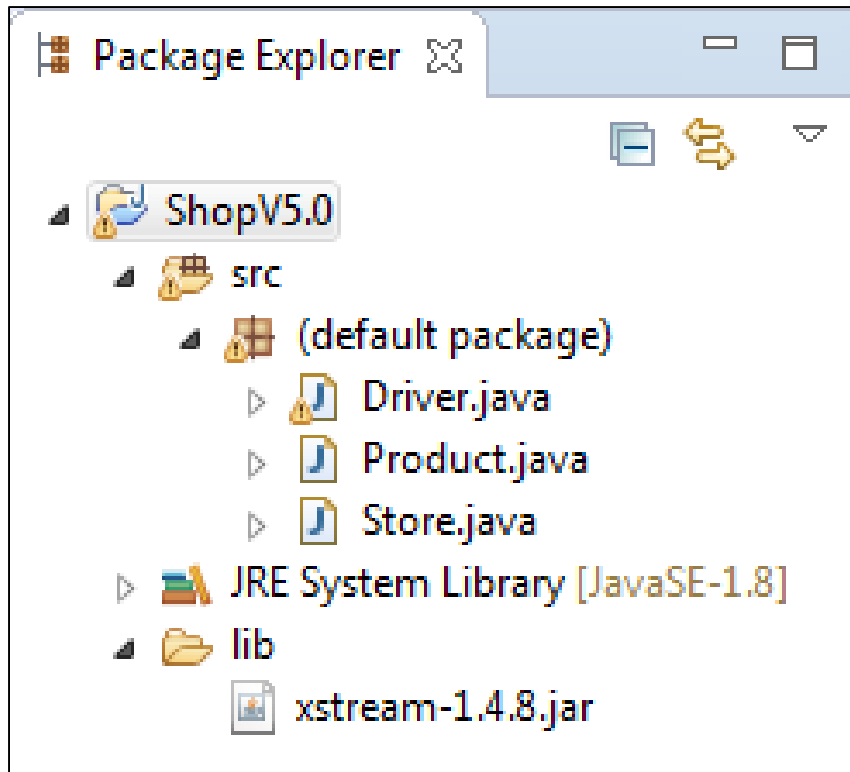 Package Explorer
ShopV5.0
src
(default package)
Driver.java
Product.java
Store.java
JRE System Library [JavaSE-1.8]
lib
xstream-1.4.8.jar